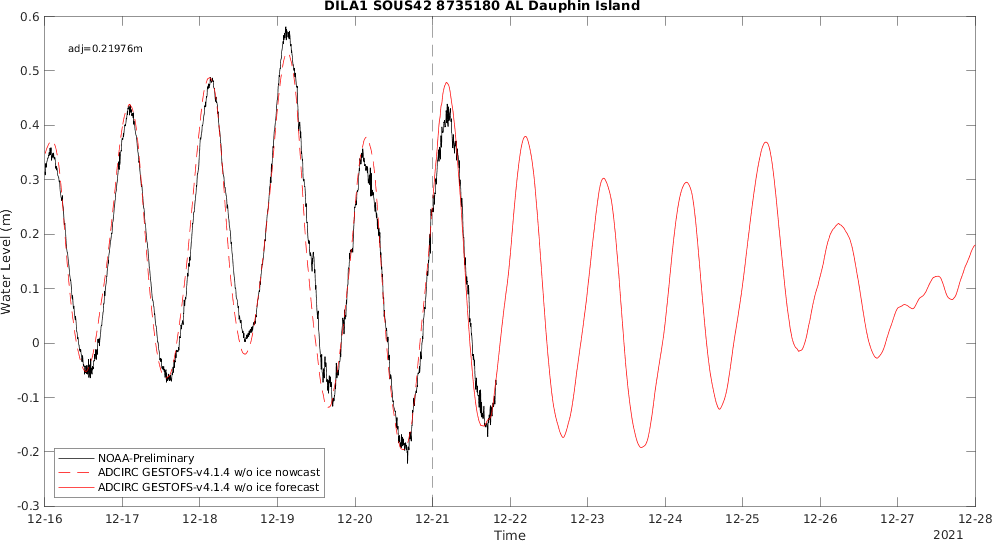 DILA1 SOUS42 8735180 AL Dauphin Island
adj=0.21976m
0.6
0.5
0.4
0.3
0.2
0.1
0
-0.1
-0.2
-0.3
Water Level (m)
NOAA-Preliminary
ADCIRC GESTOFS-v4.1.4 w/o ice nowcast
ADCIRC GESTOFS-v4.1.4 w/o ice forecast
12-16 12-17 12-18 12-19 12-20 12-21 12-22 12-23 12-24 12-25 12-26 12-27 12-28
Time
2021